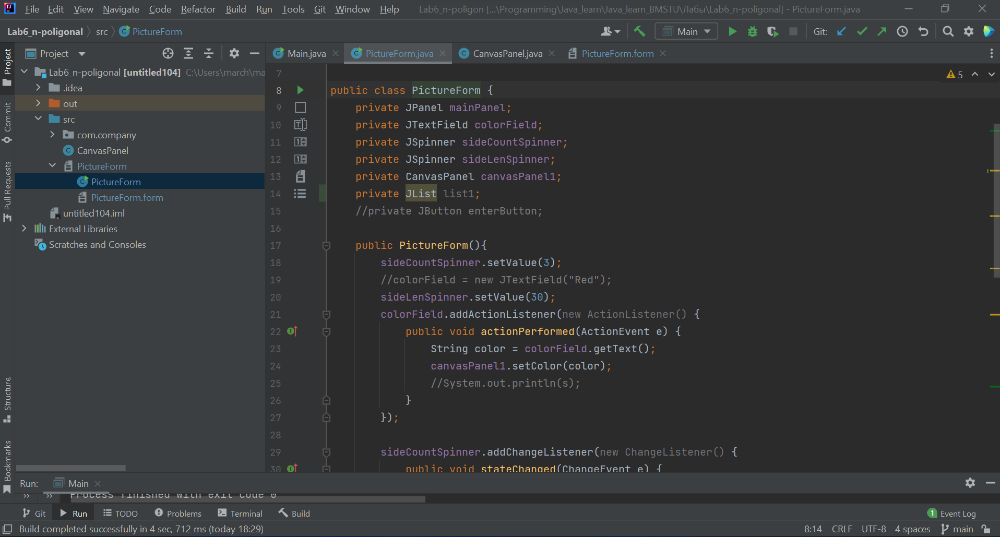 File Edit View Navigate Code Refactor Build Run Tools Git Window Help Lab6_n-poligon [...\Programming\Java_learn\Java_learn_BMSTU\Лабы\Lab6_n-poligonal] - PictureForm.java
Lab6_n-poligonal src PictureForm Main Git:
Project
Main.java PictureForm.java CanvasPanel.java PictureForm.form
Project
Commit
Pull Requests
Structure
Bookmarks
Lab6_n-poligonal [untitled104] C:\Users\march\ma
.idea
out
src
com.company
CanvasPanel
PictureForm
PictureForm
PictureForm.form
untitled104.iml
External Libraries
Scratches and Consoles
5
7
8 public class PictureForm {
9 private JPanel mainPanel;
10 private JTextField colorField;
11 private JSpinner sideCountSpinner;
12 private JSpinner sideLenSpinner;
13 private CanvasPanel canvasPanel1;
14 private JList list1;
15 //private JButton enterButton;
16
17 public PictureForm(){
18 sideCountSpinner.setValue(3);
19 //colorField = new JTextField("Red");
20 sideLenSpinner.setValue(30);
21 colorField.addActionListener(new ActionListener() {
22 public void actionPerformed(ActionEvent e) {
23 String color = colorField.getText();
24 canvasPanel1.setColor(color);
25 //System.out.println(s);
26 }
27 });
28
29 sideCountSpinner.addChangeListener(new ChangeListener() {
30 public void stateChanged(ChangeEvent e) {
Run: Main
Process finished with exit code 0
Git Run TODO Problems Terminal Build 1 Event Log
Build completed successfully in 4 sec, 712 ms (today 18:29) 8:14 CRLF UTF-8 4 spaces main